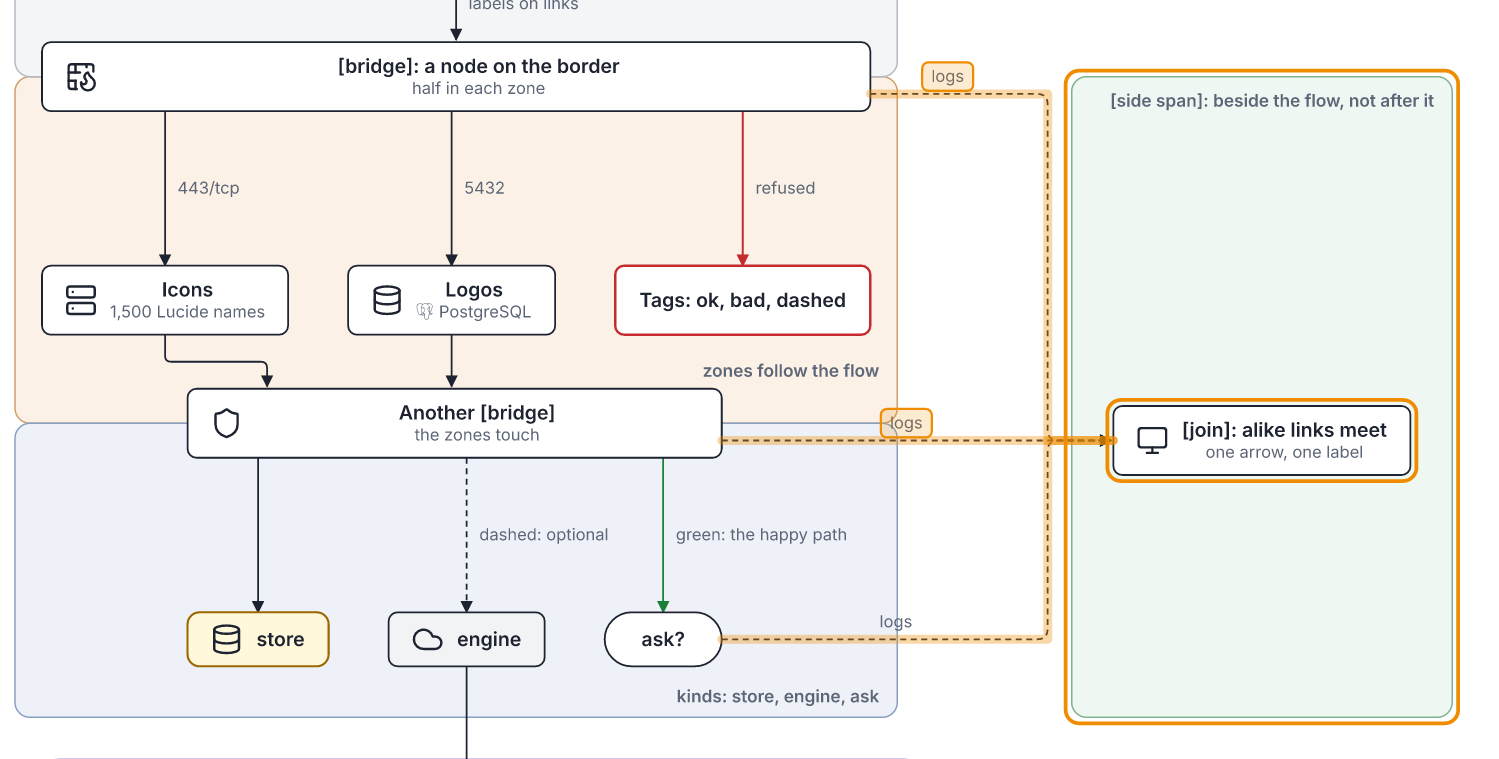 labels on links
[bridge]: a node on the border
half in each zone
logs
[side span]: beside the flow, not after it
443/tcp
5432
refused
Icons
1,500 Lucide names
Logos
PostgreSQL
Tags: ok, bad, dashed
zones follow the flow
Another [bridge]
the zones touch
logs
[join]: alike links meet
one arrow, one label
dashed: optional
green: the happy path
store
engine
ask?
logs
kinds: store, engine, ask